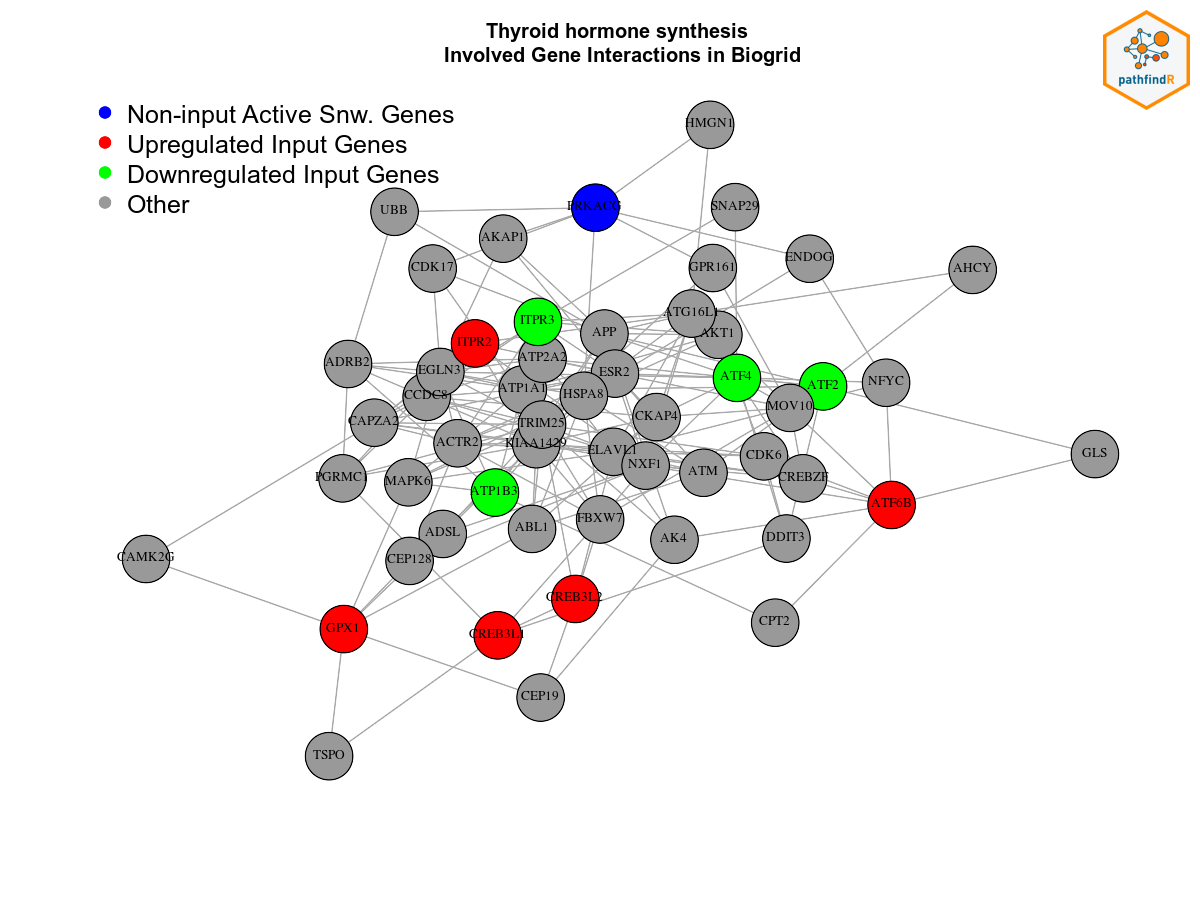 Thyroid hormone synthesis
Involved Gene Interactions in Biogrid
pathfindR
Non-input Active Snw. Genes
Upregulated Input Genes
Downregulated Input Genes
Other
HMGN1
UBB
PRKACG
SNAP29
AKAP1
CDK17
GPR161
ENDOG
AHCY
ITPR3
ATG16L1
APP
AKT1
ITPR2
ATP2A2
ADRB2
EGLN3
ESR2
ATF4
ATF2
NFYC
CCDC8
ATP1A1
HSPA8
MOV10
CAPZA2
TRIM25
CKAP4
ACTR2
KIAA1429
ELAVL1
NXF1
CDK6
GLS
PGRMC1
MAPK6
ATM
CREBZF
ATP1B3
ATF6B
ADSL
ABL1
FBXW7
AK4
DDIT3
CAMK2G
CEP128
CREB3L2
GPX1
CREB3L1
CPT2
CEP19
TSPO